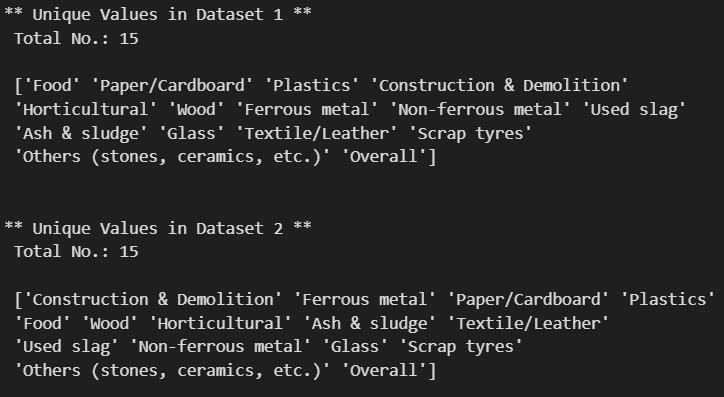 ** Unique Values in Dataset 1 **
Total No.: 15
['Food' 'Paper/Cardboard' 'Plastics' 'Construction & Demolition'
'Horticultural' 'Wood' 'Ferrous metal' 'Non-ferrous metal' 'Used slag'
'Ash & sludge' 'Glass' 'Textile/Leather' 'Scrap tyres'
'Others (stones, ceramics, etc.)' 'Overall']
** Unique Values in Dataset 2 **
Total No.: 15
['Construction & Demolition' 'Ferrous metal' 'Paper/Cardboard' 'Plastics'
'Food' 'Wood' 'Horticultural' 'Ash & sludge' 'Textile/Leather'
'Used slag' 'Non-ferrous metal' 'Glass' 'Scrap tyres'
'Others (stones, ceramics, etc.)' 'Overall']